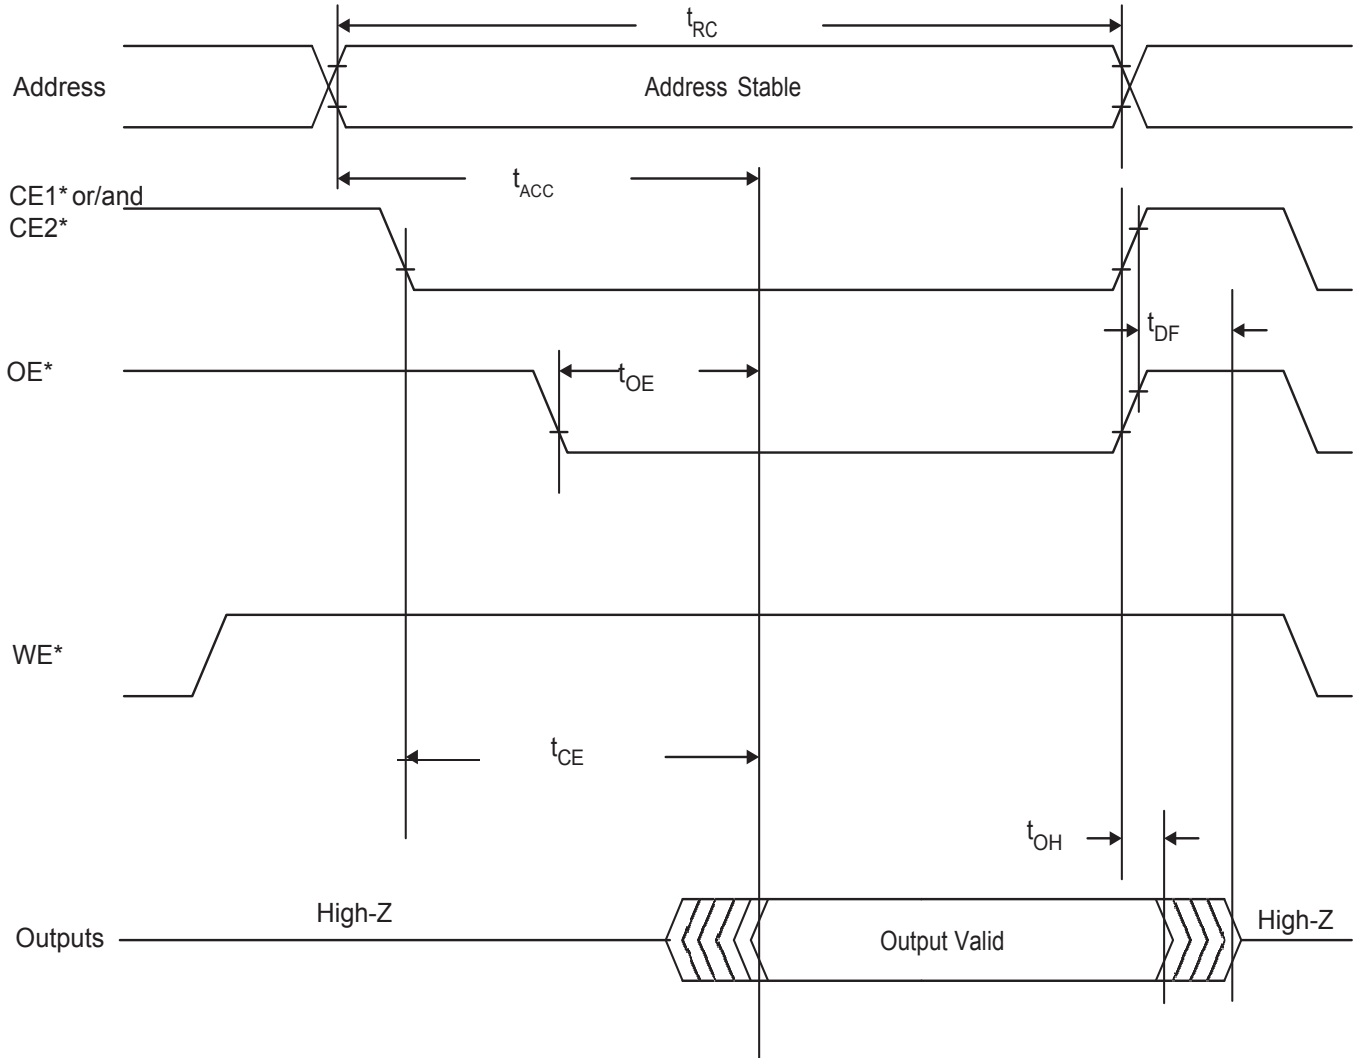 tRC
Address
Address Stable
tACC
CE1* or/and
CE2*
tDF
OE*
tOE
WE*
tCE
tOH
High-Z
High-Z
Outputs
Output Valid